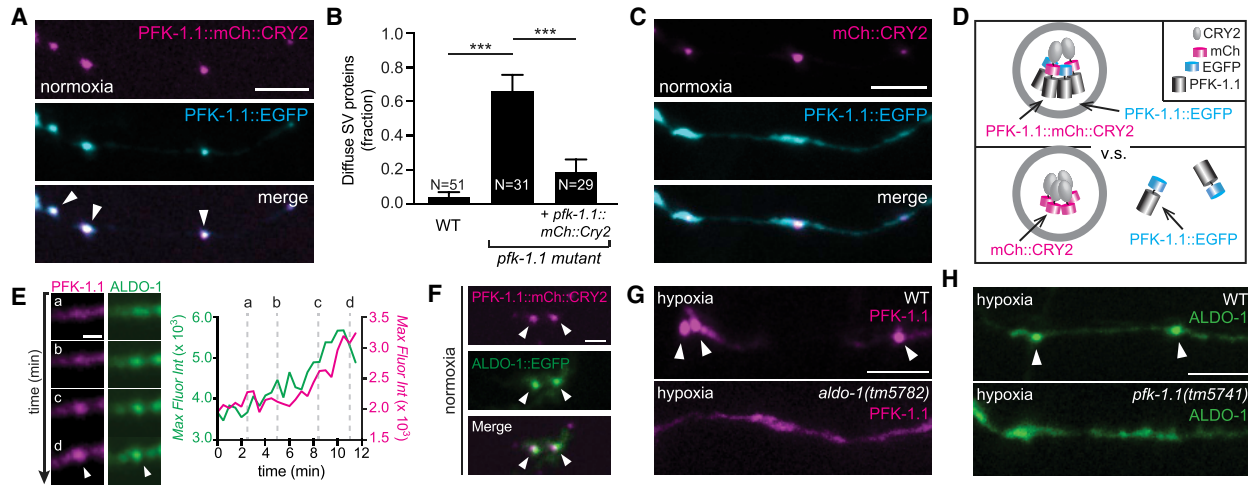 A
PFK-1.1::mCh::CRY2
normoxia
PFK-1.1::EGFP
merge
B
Diffuse SV proteins
(fraction)
1.0
0.8
0.6
0.4
0.2
0.0
***
***
N=51
N=31
N=29
WT
+ pfk-1.1::
mCh::Cry2
pfk-1.1 mutant
C
mCh::CRY2
normoxia
PFK-1.1::EGFP
merge
D
CRY2
mCh
EGFP
PFK-1.1
PFK-1.1::mCh::CRY2
PFK-1.1::EGFP
v.s.
mCh::CRY2
PFK-1.1::EGFP
E
PFK-1.1
ALDO-1
time (min)
a
b
c
d
a b c d
Max Fluor Int (x 10³)
6.0
5.0
4.0
3.0
Max Fluor Int (x 10³)
3.5
3.0
2.5
2.0
1.5
0 2 4 6 8 10 12
time (min)
F
normoxia
PFK-1.1::mCh::CRY2
ALDO-1::EGFP
Merge
G
hypoxia
WT
PFK-1.1
hypoxia
aldo-1(tm5782)
PFK-1.1
H
hypoxia
WT
ALDO-1
hypoxia
pfk-1.1(tm5741)
ALDO-1